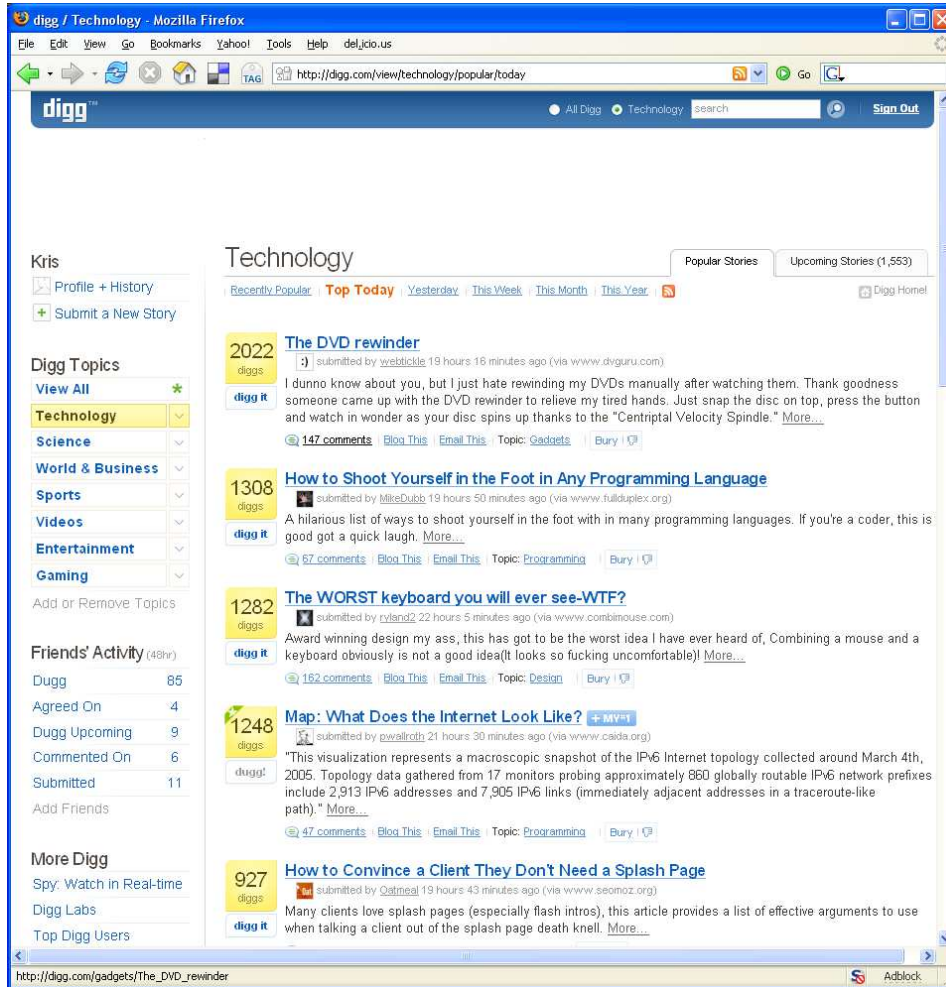 digg / Technology - Mozilla Firefox
File Edit View Go Bookmarks Yahoo! Tools Help del.icio.us
TAG http://digg.com/view/technology/popular/today Go G
digg™ All Digg Technology search Sign Out
Kris
Profile + History
Submit a New Story
Digg Topics
View All *
Technology
Science
World & Business
Sports
Videos
Entertainment
Gaming
Add or Remove Topics
Friends' Activity (48hr)
Dugg 85
Agreed On 4
Dugg Upcoming 9
Commented On 6
Submitted 11
Add Friends
More Digg
Spy: Watch in Real-time
Digg Labs
Top Digg Users
Technology
Popular Stories Upcoming Stories (1,553)
Recently Popular Top Today Yesterday This Week This Month This Year Digg Home!
2022 diggs
digg it
The DVD rewinder
:) submitted by webtickle 19 hours 16 minutes ago (via www.dvguru.com)
I dunno know about you, but I just hate rewinding my DVDs manually after watching them. Thank goodness
someone came up with the DVD rewinder to relieve my tired hands. Just snap the disc on top, press the button
and watch in wonder as your disc spins up thanks to the "Centriptal Velocity Spindle." More...
147 comments Blog This Email This Topic: Gadgets Bury
1308 diggs
digg it
How to Shoot Yourself in the Foot in Any Programming Language
submitted by MikeDubb 19 hours 50 minutes ago (via www.fullduplex.org)
A hilarious list of ways to shoot yourself in the foot with in many programming languages. If you're a coder, this is
good got a quick laugh. More...
67 comments Blog This Email This Topic: Programming Bury
1282 diggs
digg it
The WORST keyboard you will ever see-WTF?
submitted by ryland2 22 hours 5 minutes ago (via www.combimouse.com)
Award winning design my ass, this has got to be the worst idea I have ever heard of, Combining a mouse and a
keyboard obviously is not a good idea(It looks so fucking uncomfortable)! More...
162 comments Blog This Email This Topic: Design Bury
1248 diggs
dugg!
Map: What Does the Internet Look Like? + MY#1
submitted by pwallroth 21 hours 30 minutes ago (via www.caida.org)
"This visualization represents a macroscopic snapshot of the IPv6 Internet topology collected around March 4th,
2005. Topology data gathered from 17 monitors probing approximately 860 globally routable IPv6 network prefixes
include 2,913 IPv6 addresses and 7,905 IPv6 links (immediately adjacent addresses in a traceroute-like
path)." More...
47 comments Blog This Email This Topic: Programming Bury
927 diggs
digg it
How to Convince a Client They Don't Need a Splash Page
submitted by Oatmeal 19 hours 43 minutes ago (via www.seomoz.org)
Many clients love splash pages (especially flash intros), this article provides a list of effective arguments to use
when talking a client out of the splash page death knell. More...
http://digg.com/gadgets/The_DVD_rewinder Adblock